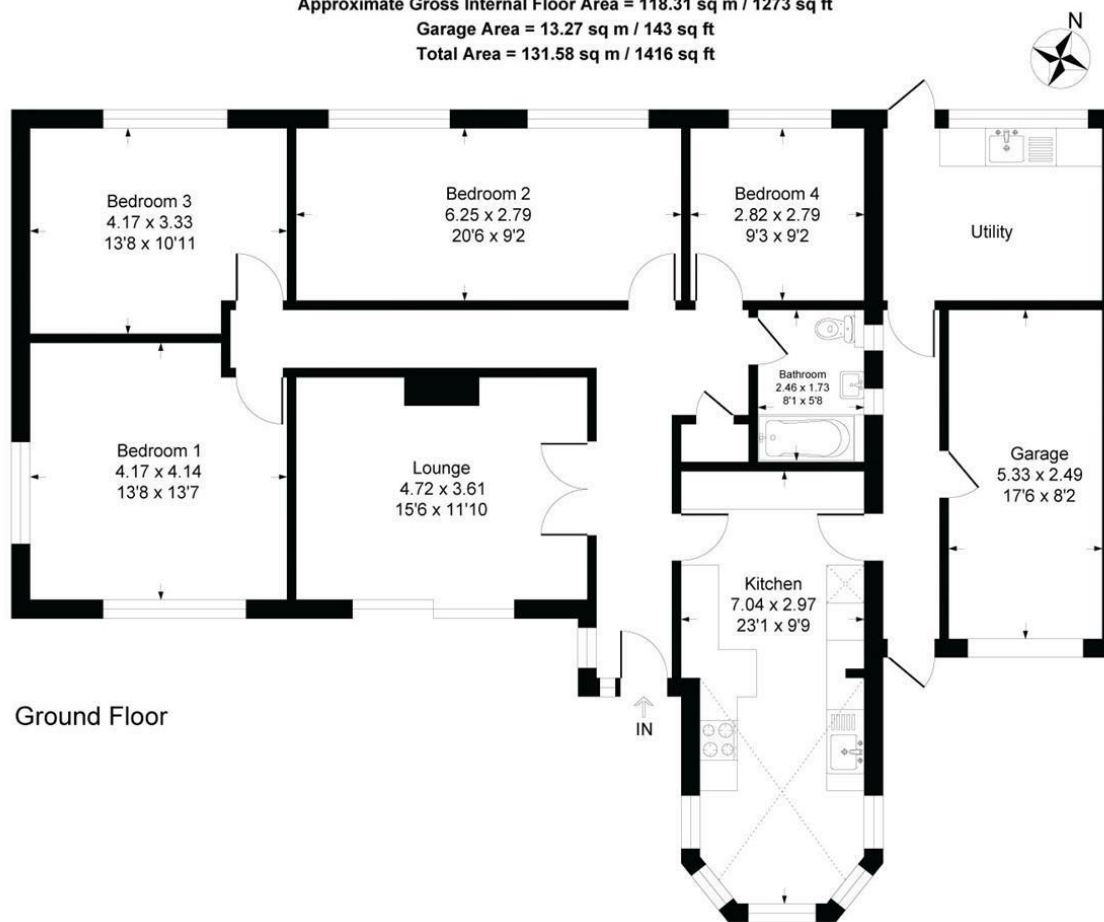 Approximate Gross Internal Floor Area = 118.31 sq m / 1273 sq ft
Garage Area = 13.27 sq m / 143 sq ft
Total Area = 131.58 sq m / 1416 sq ft
N
Bedroom 3
4.17 x 3.33
13'8 x 10'11
Bedroom 2
6.25 x 2.79
20'6 x 9'2
Bedroom 4
2.82 x 2.79
9'3 x 9'2
Utility
Bathroom
2.46 x 1.73
8'1 x 5'8
Bedroom 1
4.17 x 4.14
13'8 x 13'7
Lounge
4.72 x 3.61
15'6 x 11'10
Garage
5.33 x 2.49
17'6 x 8'2
Kitchen
7.04 x 2.97
23'1 x 9'9
Ground Floor
IN